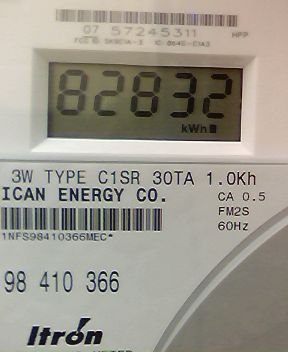 07 57245311 HPP
82832
kWh
3W TYPE C1SR 30TA 1.0Kh
ICAN ENERGY CO. CA 0.5
FM2S
60Hz
1NFS98410366MEC*
98 410 366
Itron